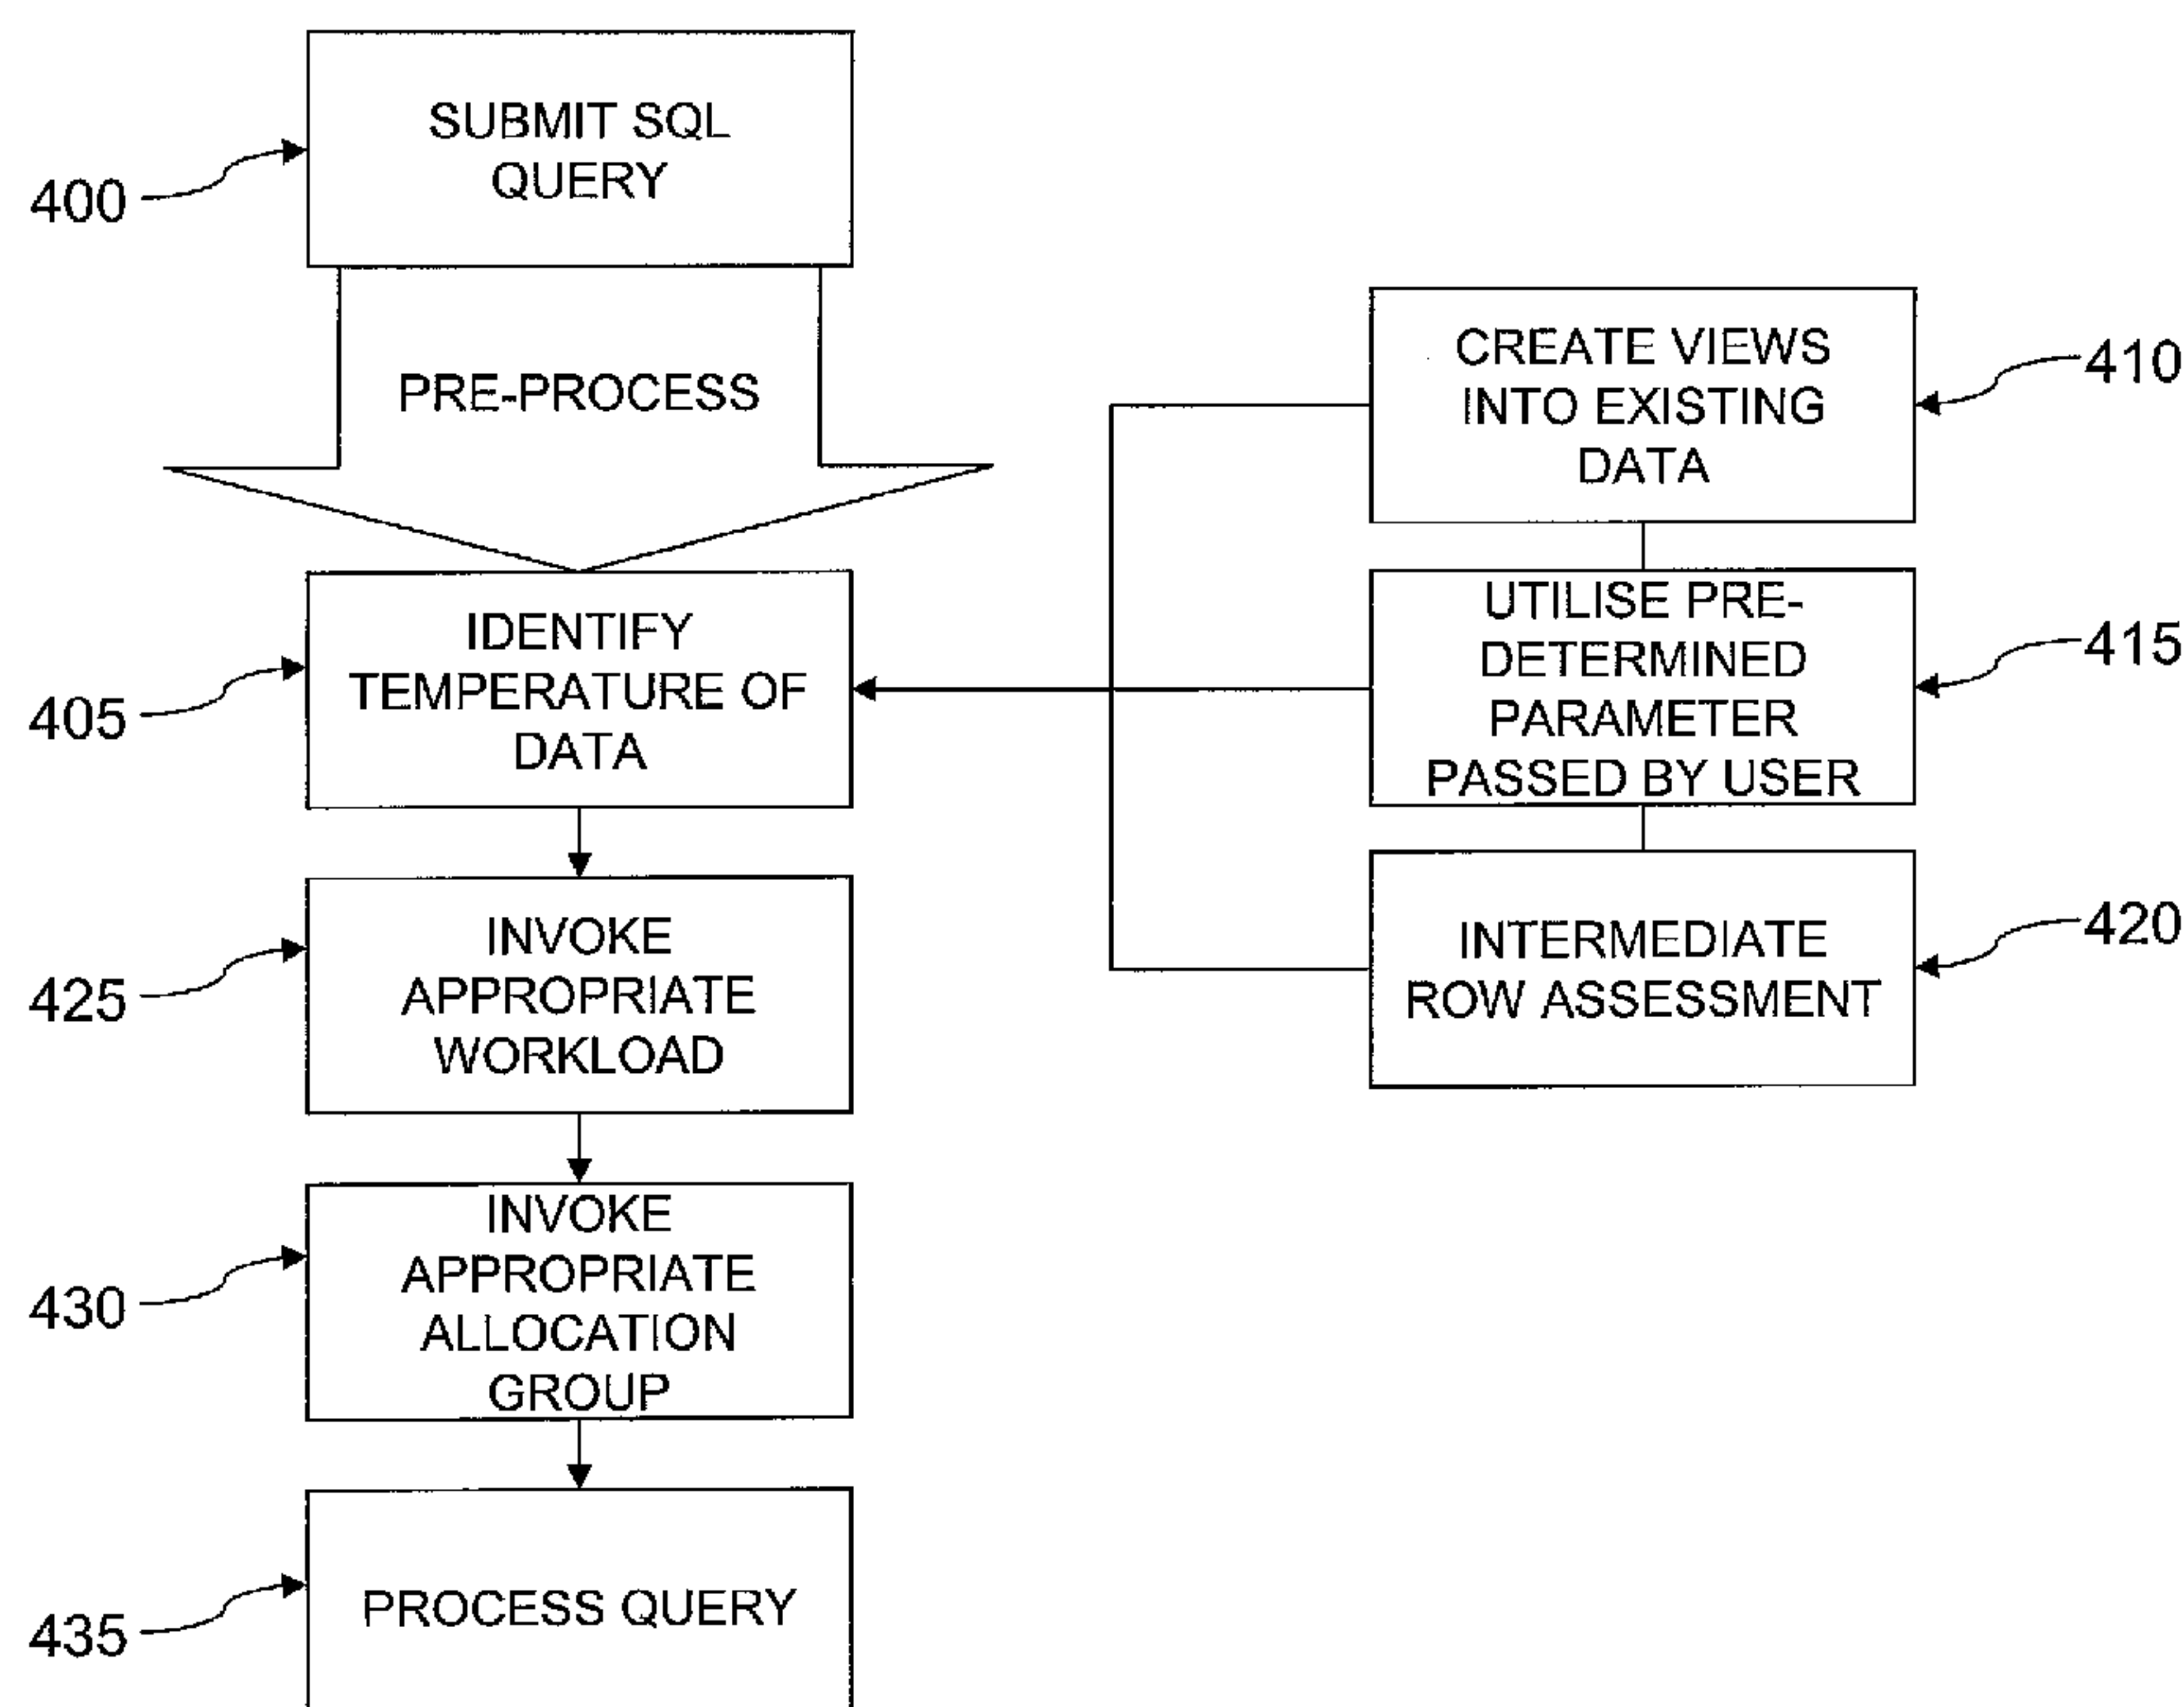 SUBMIT SQL
QUERY
400
PRE-PROCESS
IDENTIFY
TEMPERATURE OF
DATA
405
CREATE VIEWS
INTO EXISTING
DATA
410
UTILISE PRE-
DETERMINED
PARAMETER
PASSED BY USER
415
INTERMEDIATE
ROW ASSESSMENT
420
INVOKE
APPROPRIATE
WORKLOAD
425
INVOKE
APPROPRIATE
ALLOCATION
GROUP
430
PROCESS QUERY
435